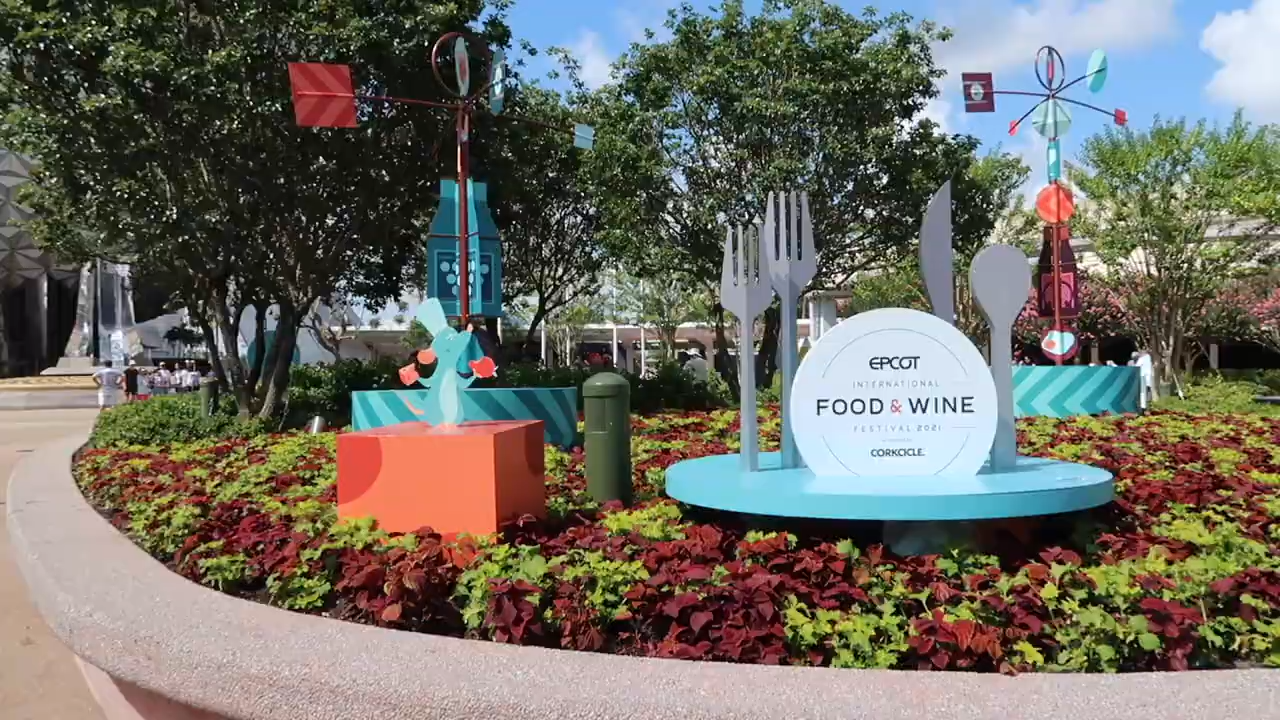 EPCOT
INTERNATIONAL
FOOD & WINE
FESTIVAL 2021
CORKCICLE.